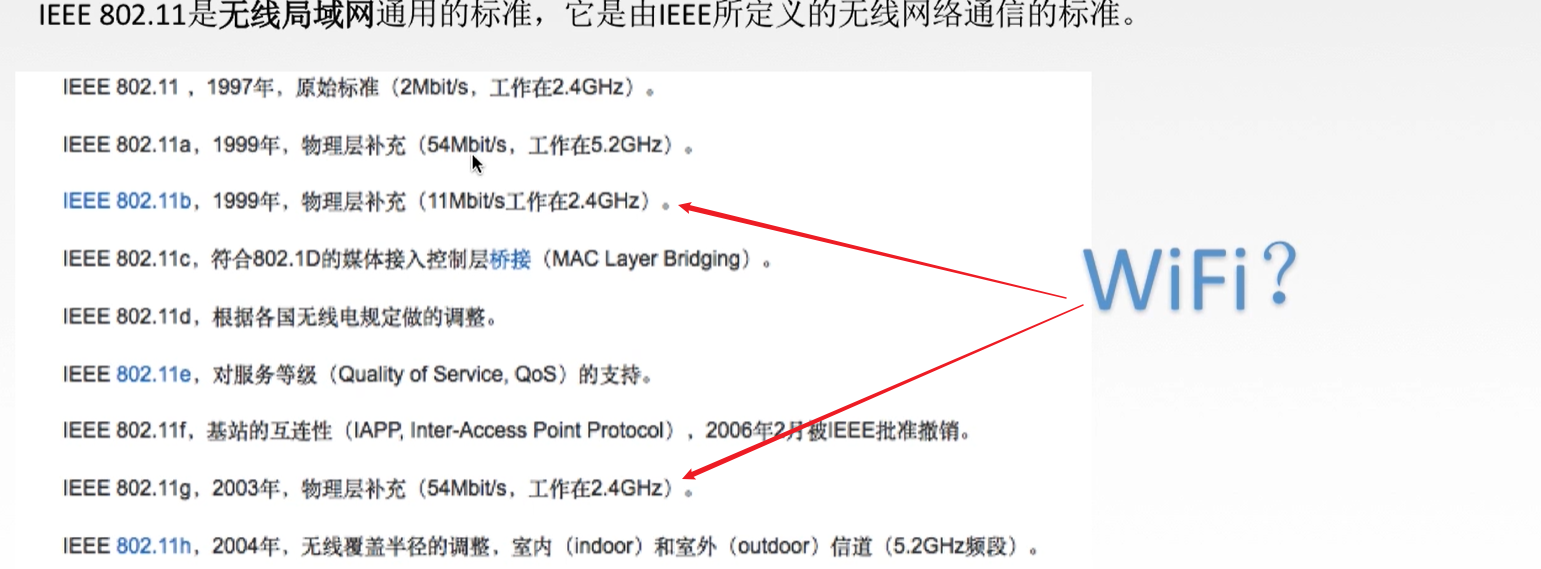 IEEE 802.11是无线局域网通用的标准，它是由IEEE所定义的无线网络通信的标准。
IEEE 802.11 ，1997年，原始标准（2Mbit/s，工作在2.4GHz）。
IEEE 802.11a，1999年，物理层补充（54Mbit/s，工作在5.2GHz）。
IEEE 802.11b，1999年，物理层补充（11Mbit/s工作在2.4GHz）。
IEEE 802.11c，符合802.1D的媒体接入控制层桥接（MAC Layer Bridging）。
WiFi？
IEEE 802.11d，根据各国无线电规定做的调整。
IEEE 802.11e，对服务等级（Quality of Service, QoS）的支持。
IEEE 802.11f，基站的互连性（IAPP, Inter-Access Point Protocol），2006年2月被IEEE批准撤销。
IEEE 802.11g，2003年，物理层补充（54Mbit/s，工作在2.4GHz）。
IEEE 802.11h，2004年，无线覆盖半径的调整，室内（indoor）和室外（outdoor）信道（5.2GHz频段）。